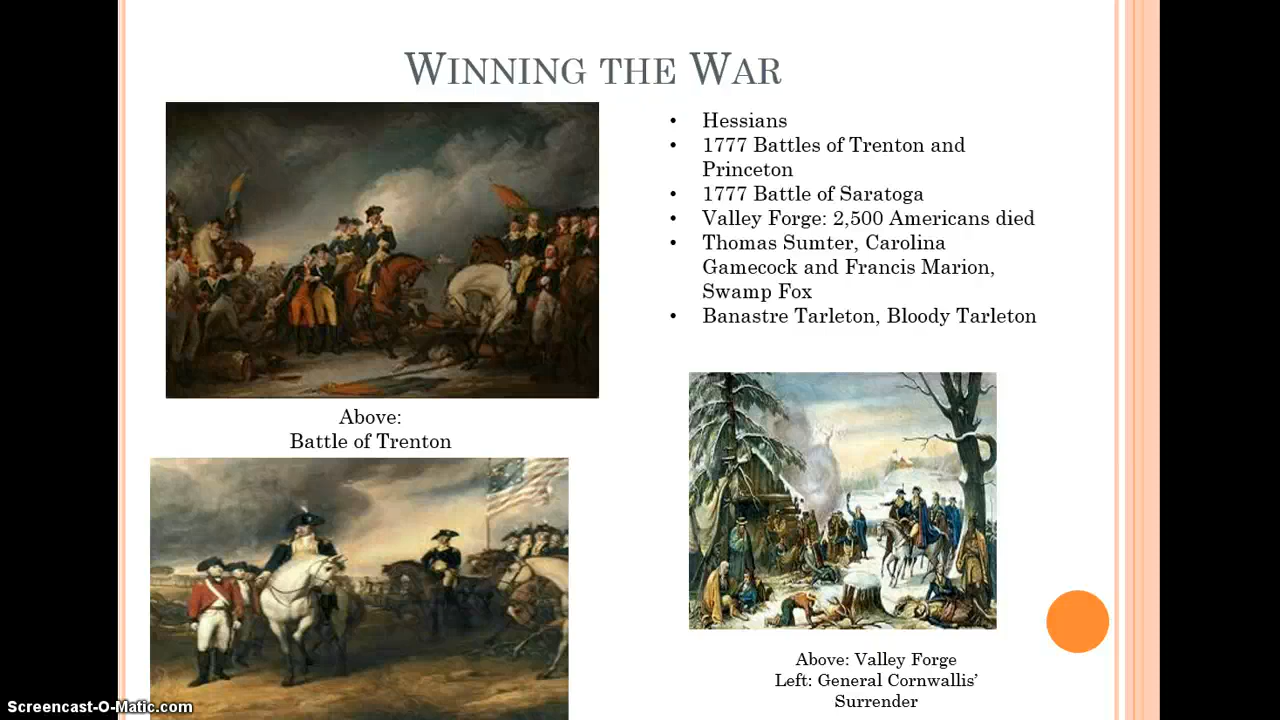 WINNING THE WAR
• Hessians
• 1777 Battles of Trenton and
Princeton
• 1777 Battle of Saratoga
• Valley Forge: 2,500 Americans died
• Thomas Sumter, Carolina
Gamecock and Francis Marion,
Swamp Fox
• Banastre Tarleton, Bloody Tarleton
Above:
Battle of Trenton
Above: Valley Forge
Left: General Cornwallis’
Surrender
Screencast-O-Matic.com